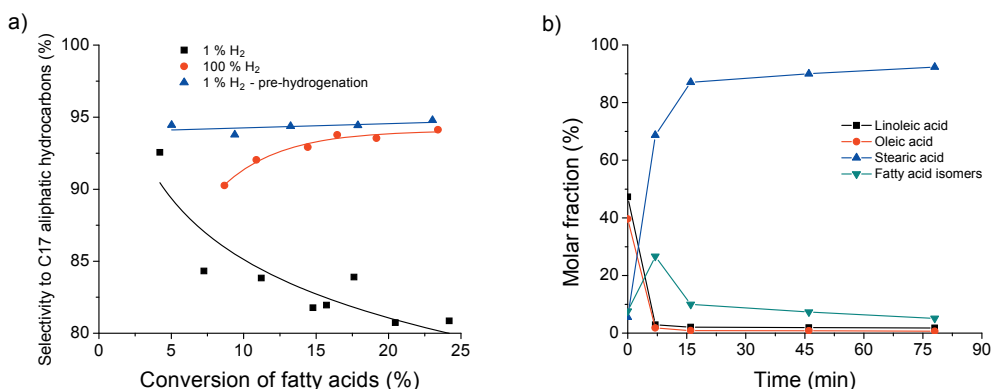 a)
Selectivity to C17 aliphatic hydrocarbons (%)
100
95
90
85
80
1 % H₂
100 % H₂
1 % H₂ - pre-hydrogenation
0 5 10 15 20 25
Conversion of fatty acids (%)
b)
Molar fraction (%)
100
80
60
40
20
0
Linoleic acid
Oleic acid
Stearic acid
Fatty acid isomers
0 15 30 45 60 75 90
Time (min)